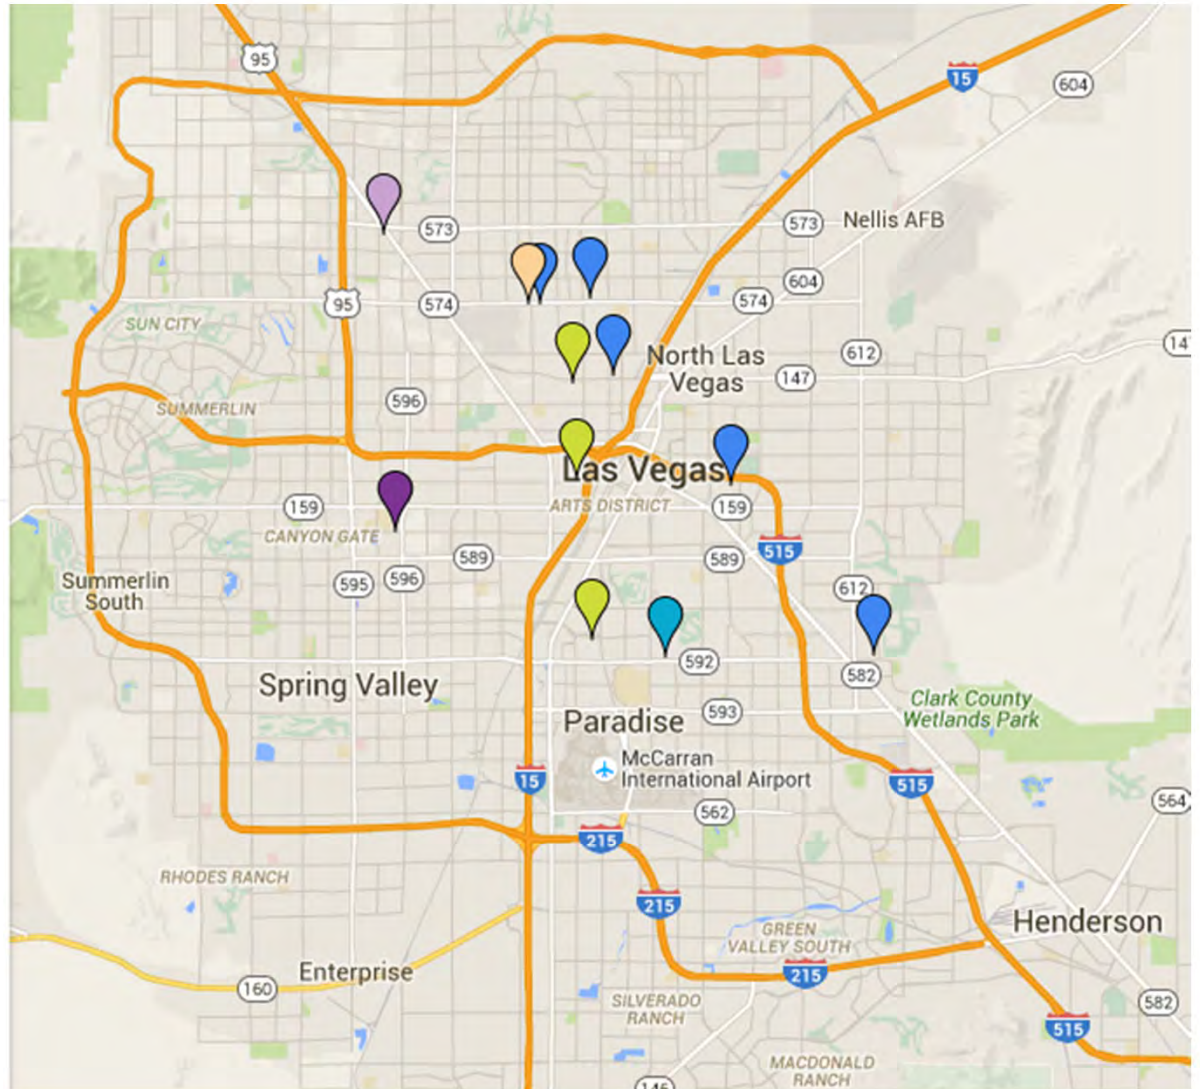 95
15
604
573
573
Nellis AFB
604
95
574
574
SUN CITY
14
612
North Las
Vegas
147
596
SUMMERLIN
Las Vegas
159
ARTS DISTRICT
159
CANYON GATE
515
589
589
Summerlin
South
595
596
612
592
582
Spring Valley
Clark County
Wetlands Park
593
Paradise
McCarran
International Airport
15
515
564
562
215
RHODES RANCH
215
Henderson
GREEN
VALLEY SOUTH
Enterprise
215
160
582
SILVERADO
RANCH
515
MACDONALD
RANCH
146